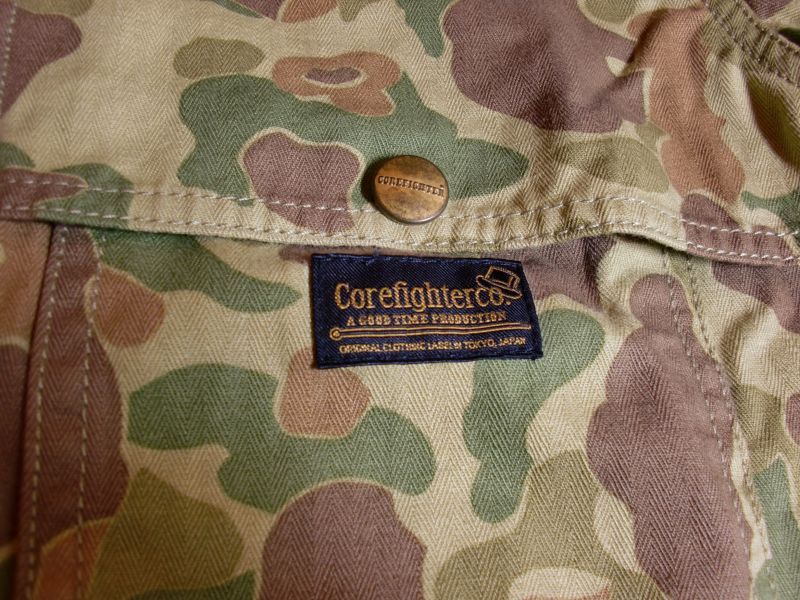 COREFIGHTER
CorefighterCo.
A GOOD TIME PRODUCTION
ORIGINAL CLOTHING LABEL IN TOKYO, JAPAN